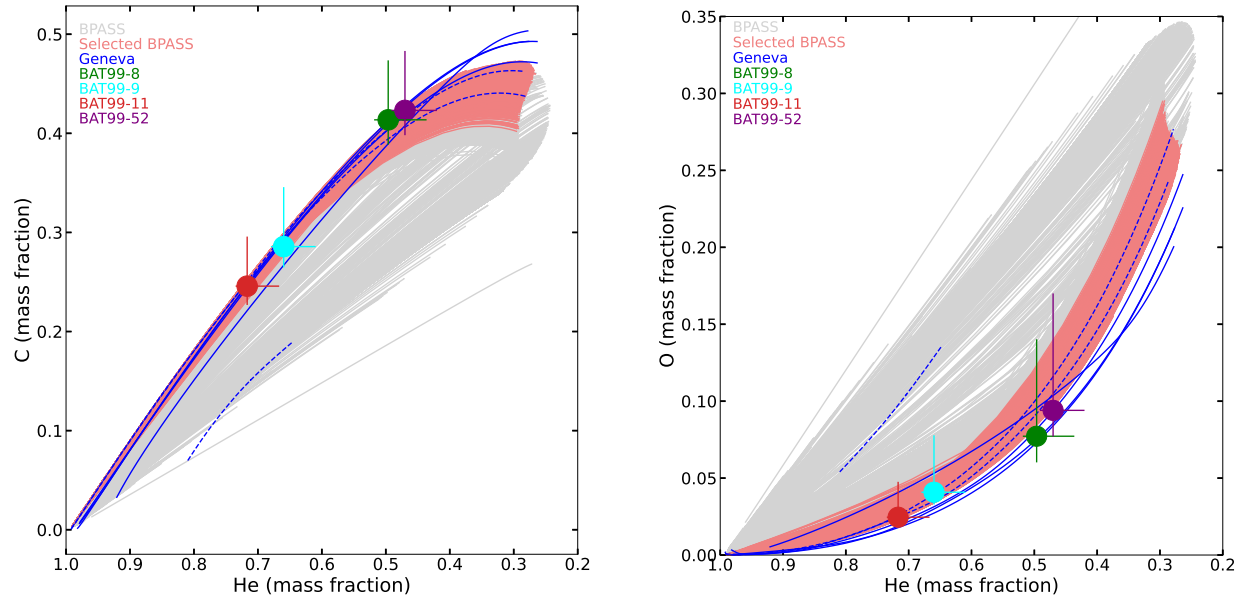 BPASS
Selected BPASS
Geneva
BAT99-8
BAT99-9
BAT99-11
BAT99-52
0.5
0.4
0.3
0.2
0.1
0.0
C (mass fraction)
1.0 0.9 0.8 0.7 0.6 0.5 0.4 0.3 0.2
He (mass fraction)
BPASS
Selected BPASS
Geneva
BAT99-8
BAT99-9
BAT99-11
BAT99-52
0.35
0.30
0.25
0.20
0.15
0.10
0.05
0.00
O (mass fraction)
1.0 0.9 0.8 0.7 0.6 0.5 0.4 0.3 0.2
He (mass fraction)